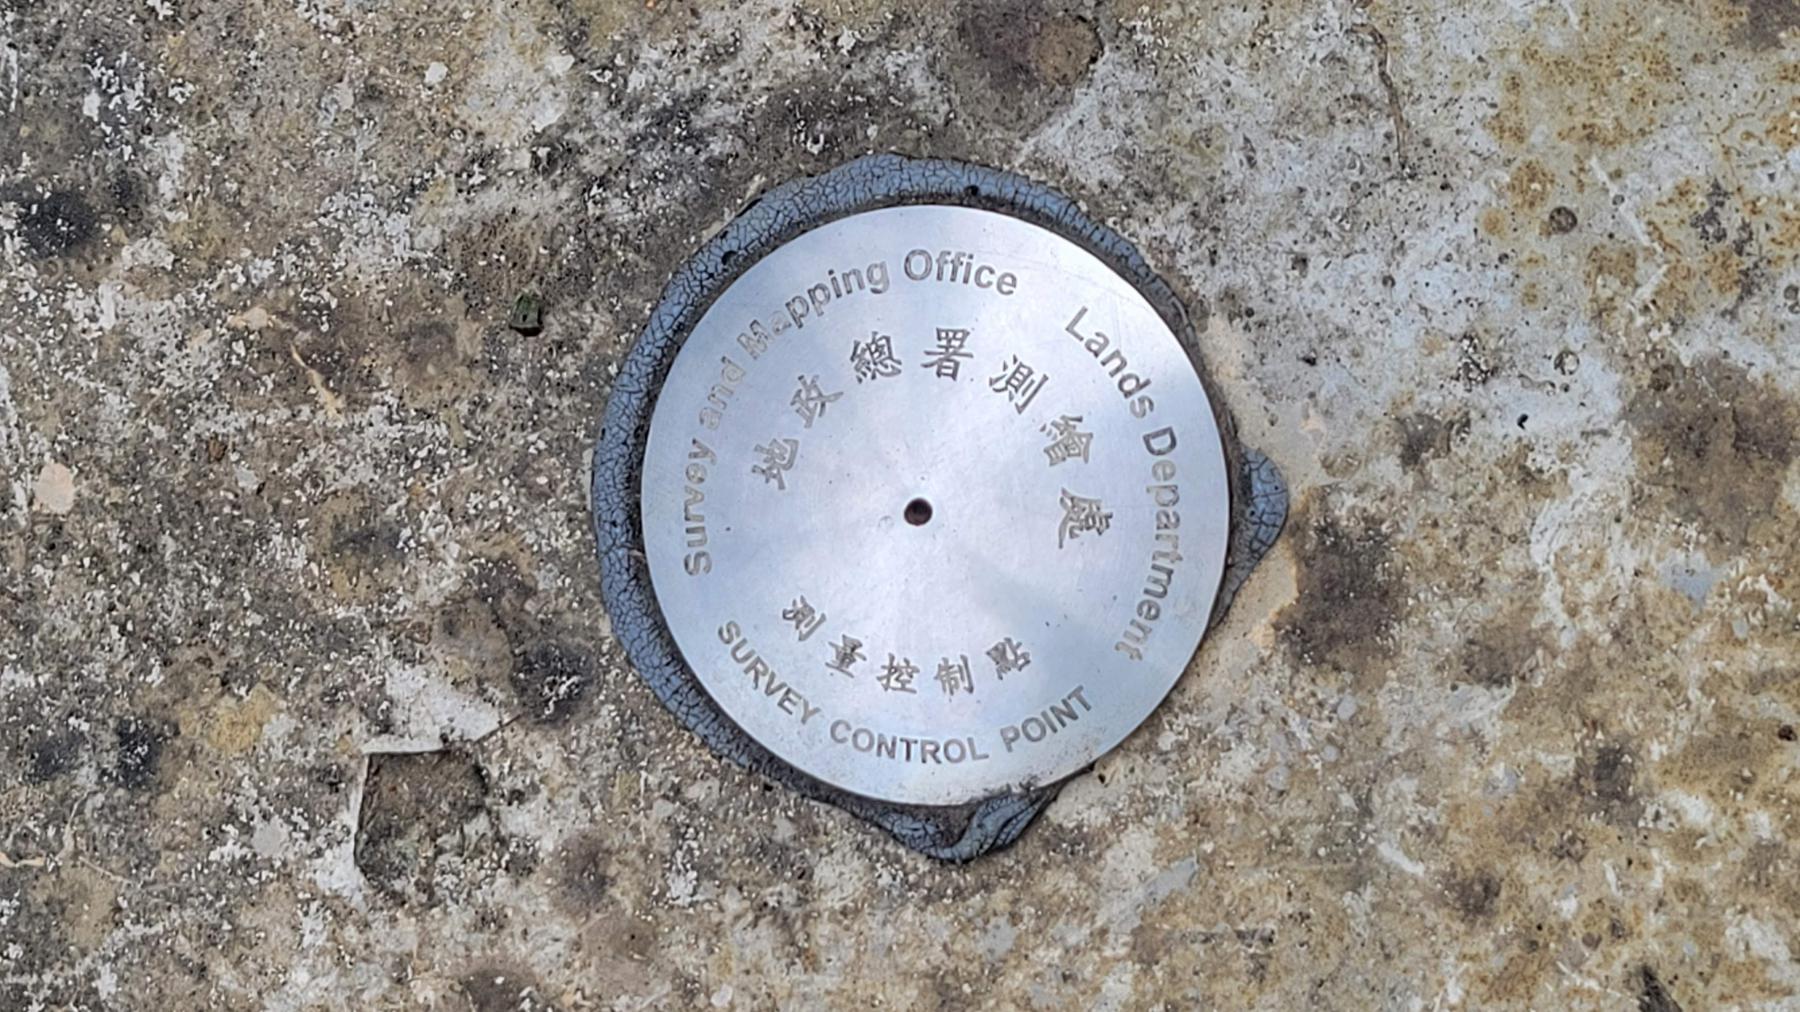 Survey and Mapping Office Lands Department
地政總署測繪處
測量控制點
SURVEY CONTROL POINT